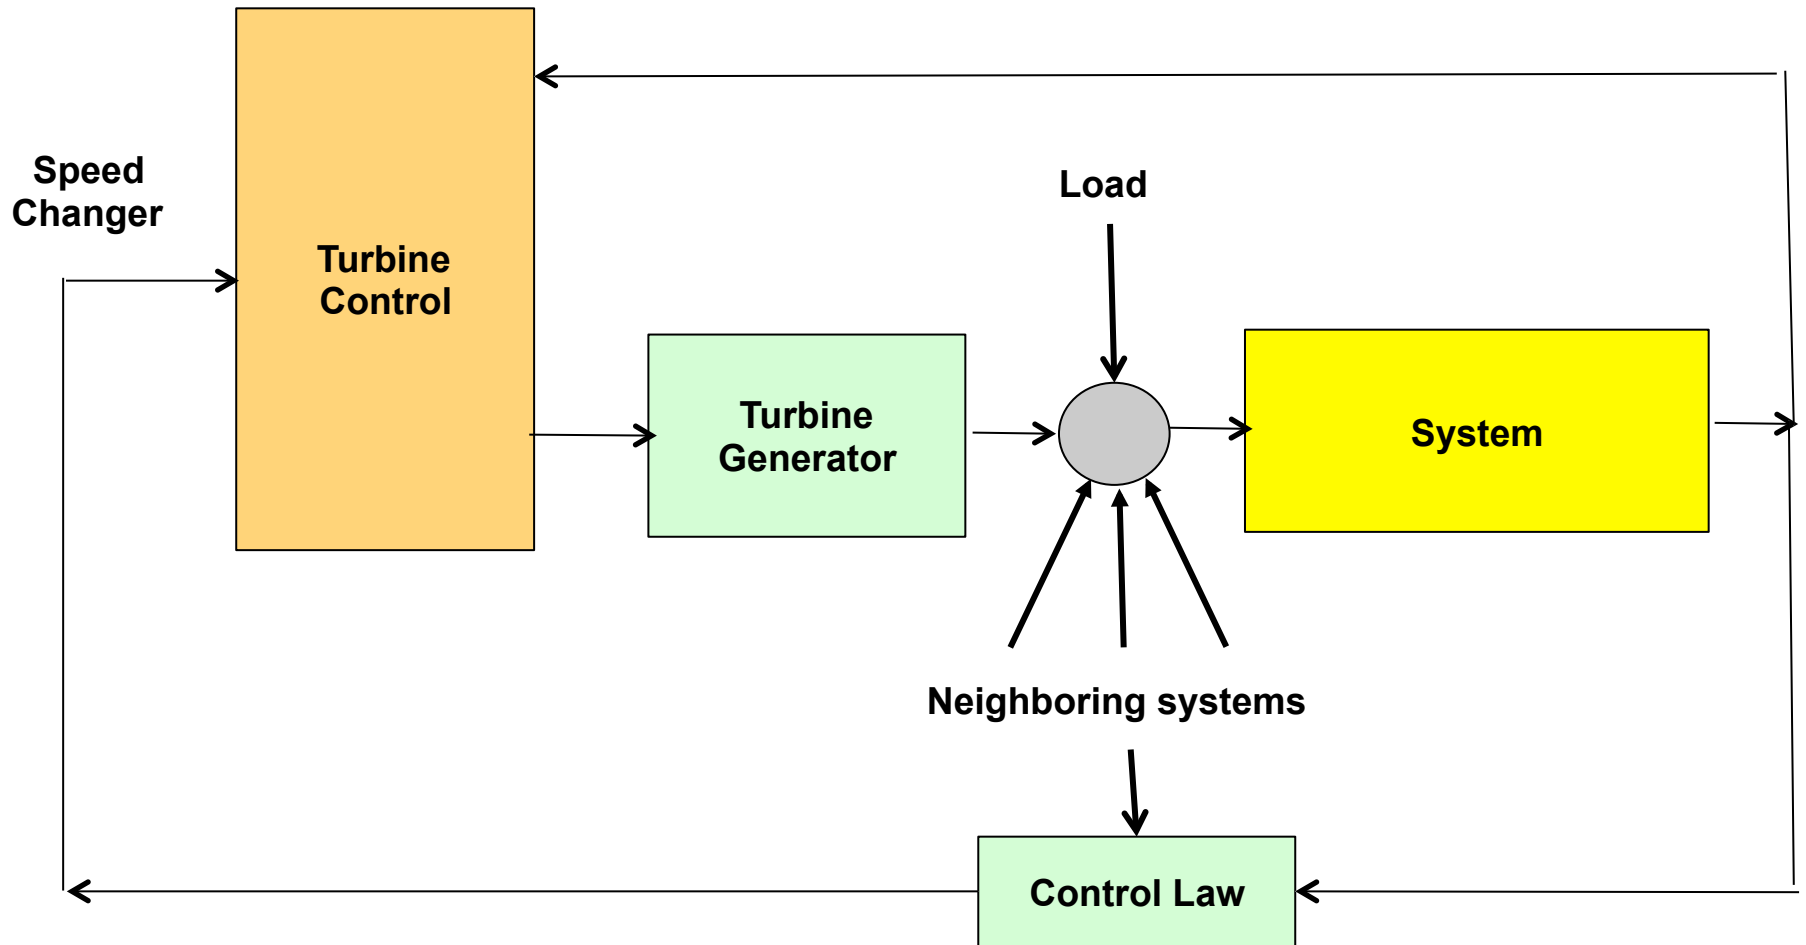 Speed
Changer
Turbine
Control
Load
Turbine
Generator
System
Neighboring systems
Control Law